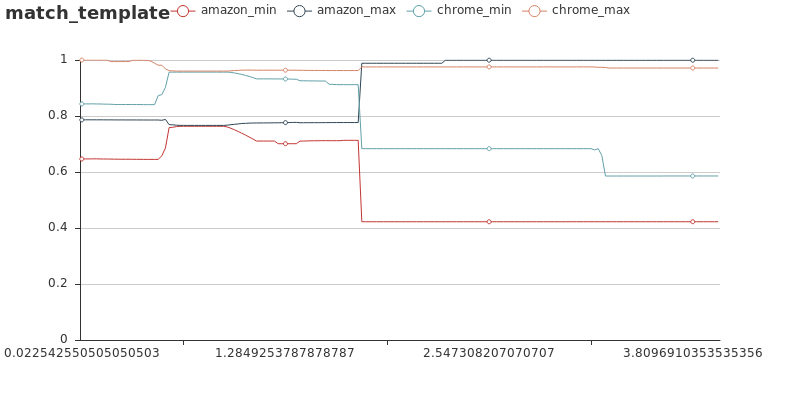 match_template
amazon_min
amazon_max
chrome_min
chrome_max
1
0.8
0.6
0.4
0.2
0
0.022542550505050503
1.2849253787878787
2.547308207070707
3.8096910353535356